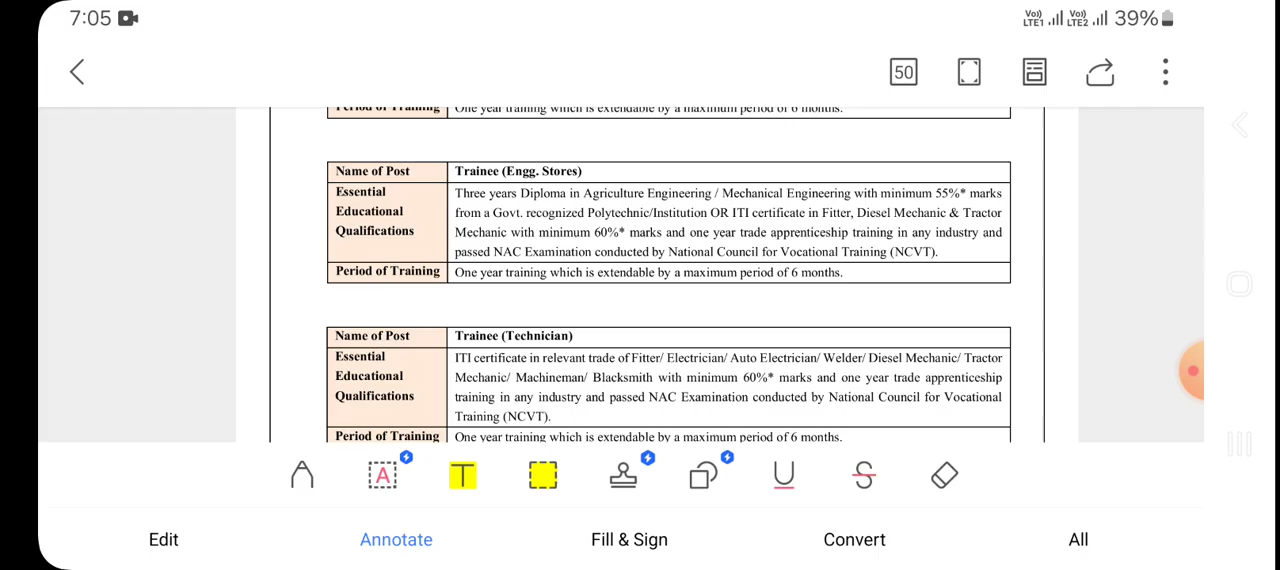 7:05
Vo)) LTE1 Vo)) LTE2 39%
50
Period of Training One year training which is extendable by a maximum period of 6 months.
Name of Post Trainee (Engg. Stores)
Essential Three years Diploma in Agriculture Engineering / Mechanical Engineering with minimum 55%* marks
Educational from a Govt. recognized Polytechnic/Institution OR ITI certificate in Fitter, Diesel Mechanic & Tractor
Qualifications Mechanic with minimum 60%* marks and one year trade apprenticeship training in any industry and
passed NAC Examination conducted by National Council for Vocational Training (NCVT).
Period of Training One year training which is extendable by a maximum period of 6 months.
Name of Post Trainee (Technician)
Essential ITI certificate in relevant trade of Fitter/ Electrician/ Auto Electrician/ Welder/ Diesel Mechanic/ Tractor
Educational Mechanic/ Machineman/ Blacksmith with minimum 60%* marks and one year trade apprenticeship
Qualifications training in any industry and passed NAC Examination conducted by National Council for Vocational
Training (NCVT).
Period of Training One year training which is extendable by a maximum period of 6 months.
A T U S
Edit Annotate Fill & Sign Convert All